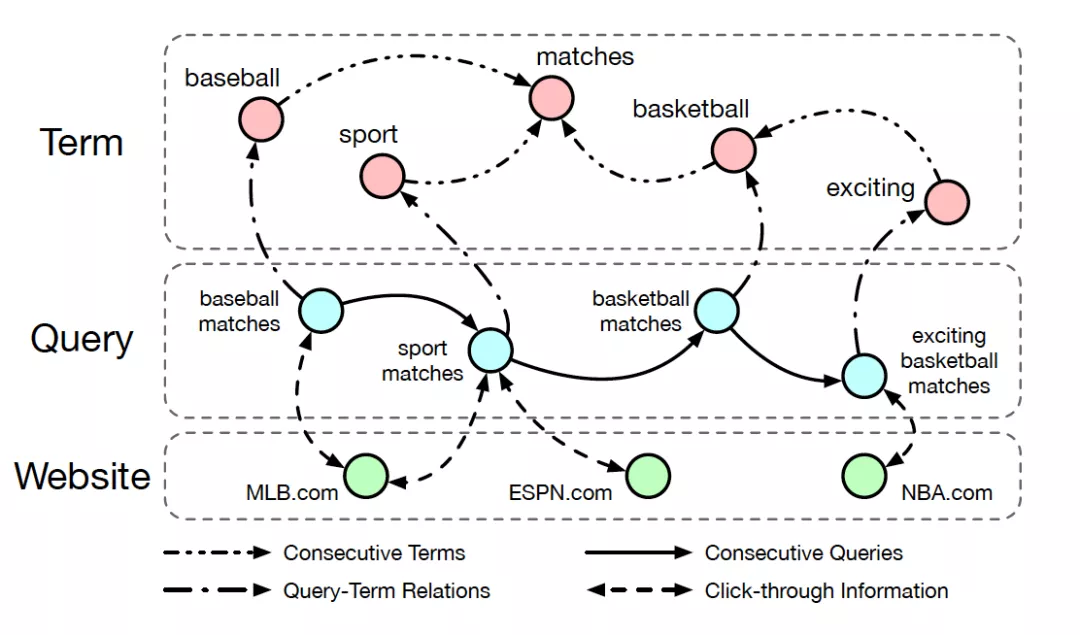 matches
baseball
basketball
sport
Term
exciting
baseball
matches
basketball
matches
Query
sport
matches
exciting
basketball
matches
Website
MLB.com
ESPN.com
NBA.com
Consecutive Terms
Consecutive Queries
Query-Term Relations
Click-through Information